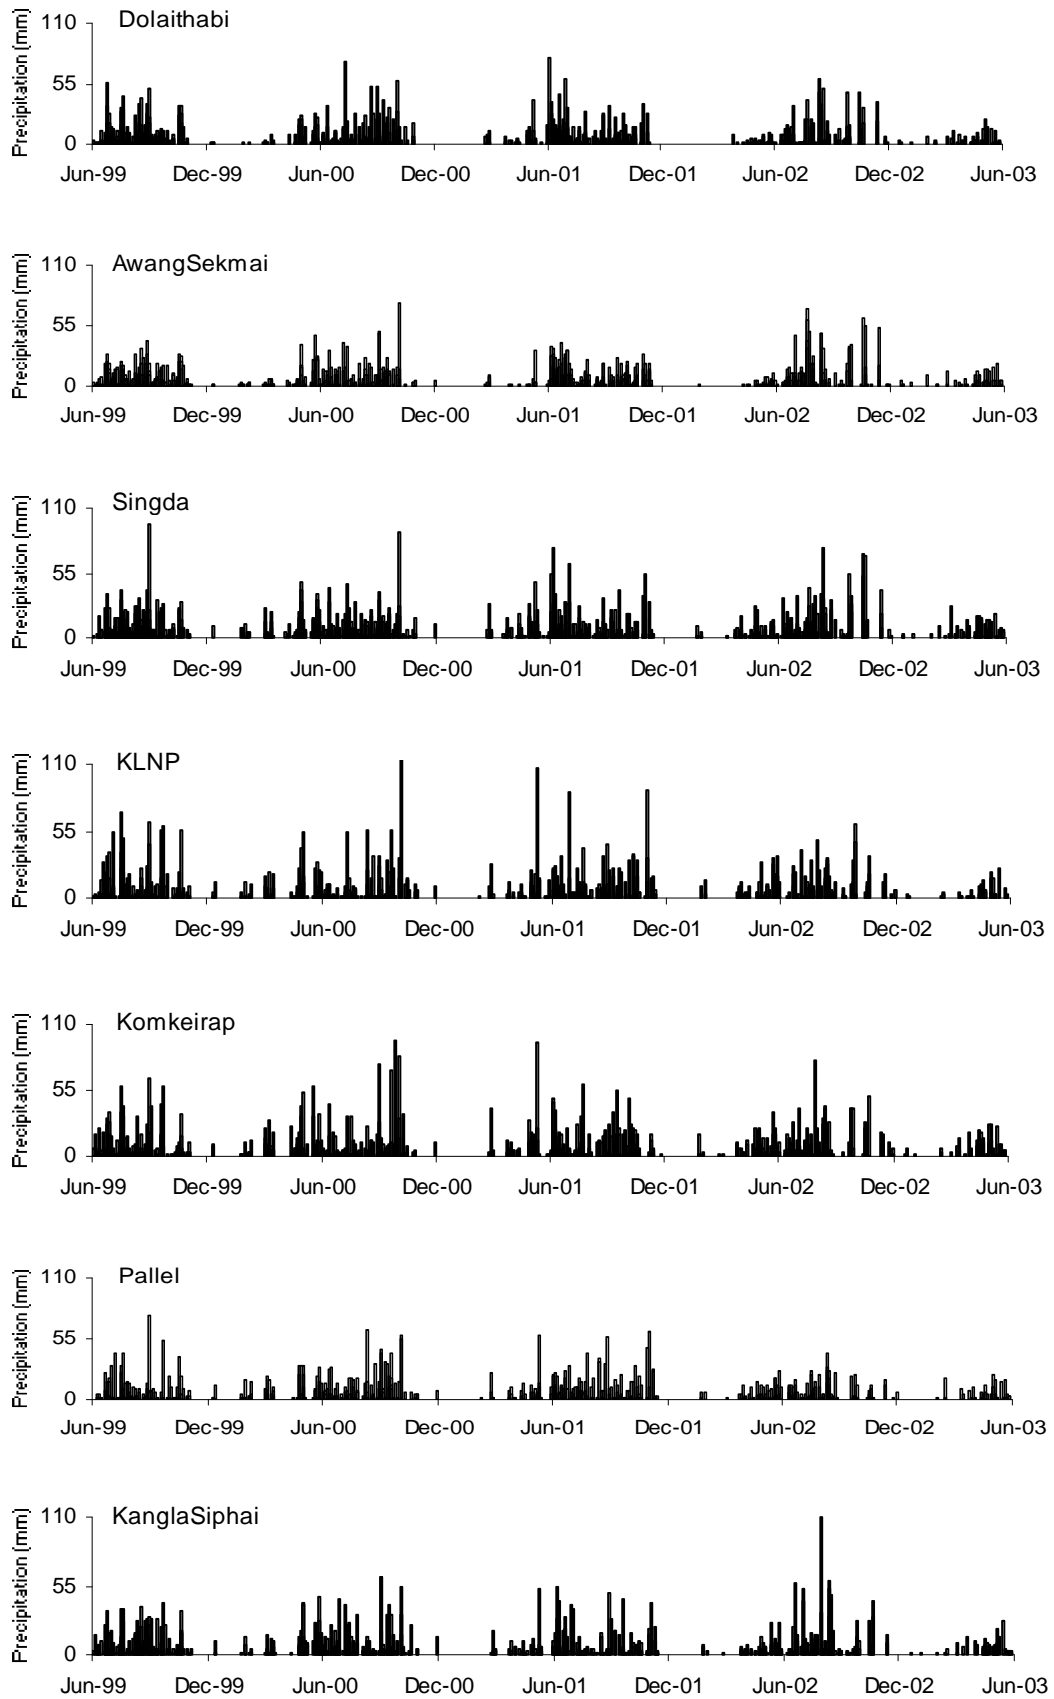 Dolaithabi
Precipitation (mm)
110
55
0
Jun-99 Dec-99 Jun-00 Dec-00 Jun-01 Dec-01 Jun-02 Dec-02 Jun-03
AwangSekmai
Precipitation (mm)
110
55
0
Jun-99 Dec-99 Jun-00 Dec-00 Jun-01 Dec-01 Jun-02 Dec-02 Jun-03
Singda
Precipitation (mm)
110
55
0
Jun-99 Dec-99 Jun-00 Dec-00 Jun-01 Dec-01 Jun-02 Dec-02 Jun-03
KLNP
Precipitation (mm)
110
55
0
Jun-99 Dec-99 Jun-00 Dec-00 Jun-01 Dec-01 Jun-02 Dec-02 Jun-03
Komkeirap
Precipitation (mm)
110
55
0
Jun-99 Dec-99 Jun-00 Dec-00 Jun-01 Dec-01 Jun-02 Dec-02 Jun-03
Pallel
Precipitation (mm)
110
55
0
Jun-99 Dec-99 Jun-00 Dec-00 Jun-01 Dec-01 Jun-02 Dec-02 Jun-03
KanglaSiphai
Precipitation (mm)
110
55
0
Jun-99 Dec-99 Jun-00 Dec-00 Jun-01 Dec-01 Jun-02 Dec-02 Jun-03